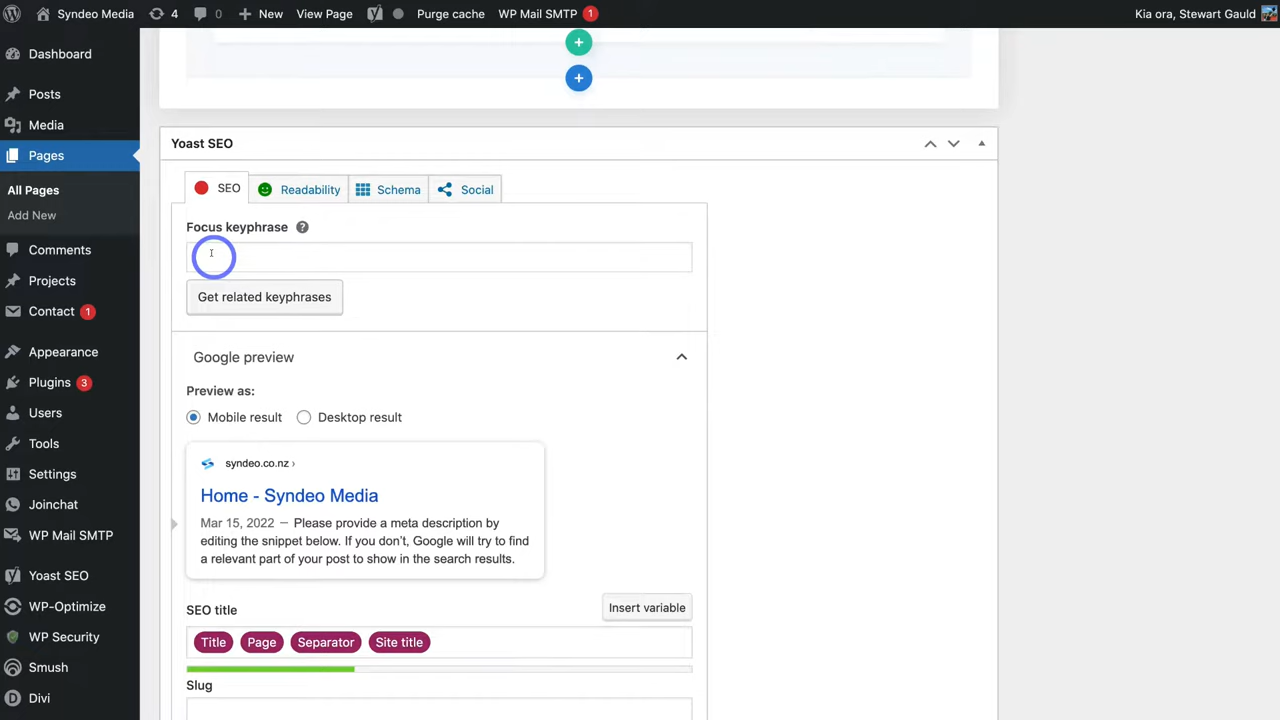 Syndeo Media 4 0 New View Page Purge cache WP Mail SMTP 1 Kia ora, Stewart Gauld
Dashboard
Posts
Media
Pages
All Pages
Add New
Comments
Projects
Contact 1
Appearance
Plugins 3
Users
Tools
Settings
Joinchat
WP Mail SMTP
Yoast SEO
WP-Optimize
WP Security
Smush
Divi
Yoast SEO
SEO Readability Schema Social
Focus keyphrase
Get related keyphrases
Google preview
Preview as:
Mobile result Desktop result
syndeo.co.nz ›
Home - Syndeo Media
Mar 15, 2022 — Please provide a meta description by
editing the snippet below. If you don't, Google will try to find
a relevant part of your post to show in the search results.
SEO title Insert variable
Title Page Separator Site title
Slug